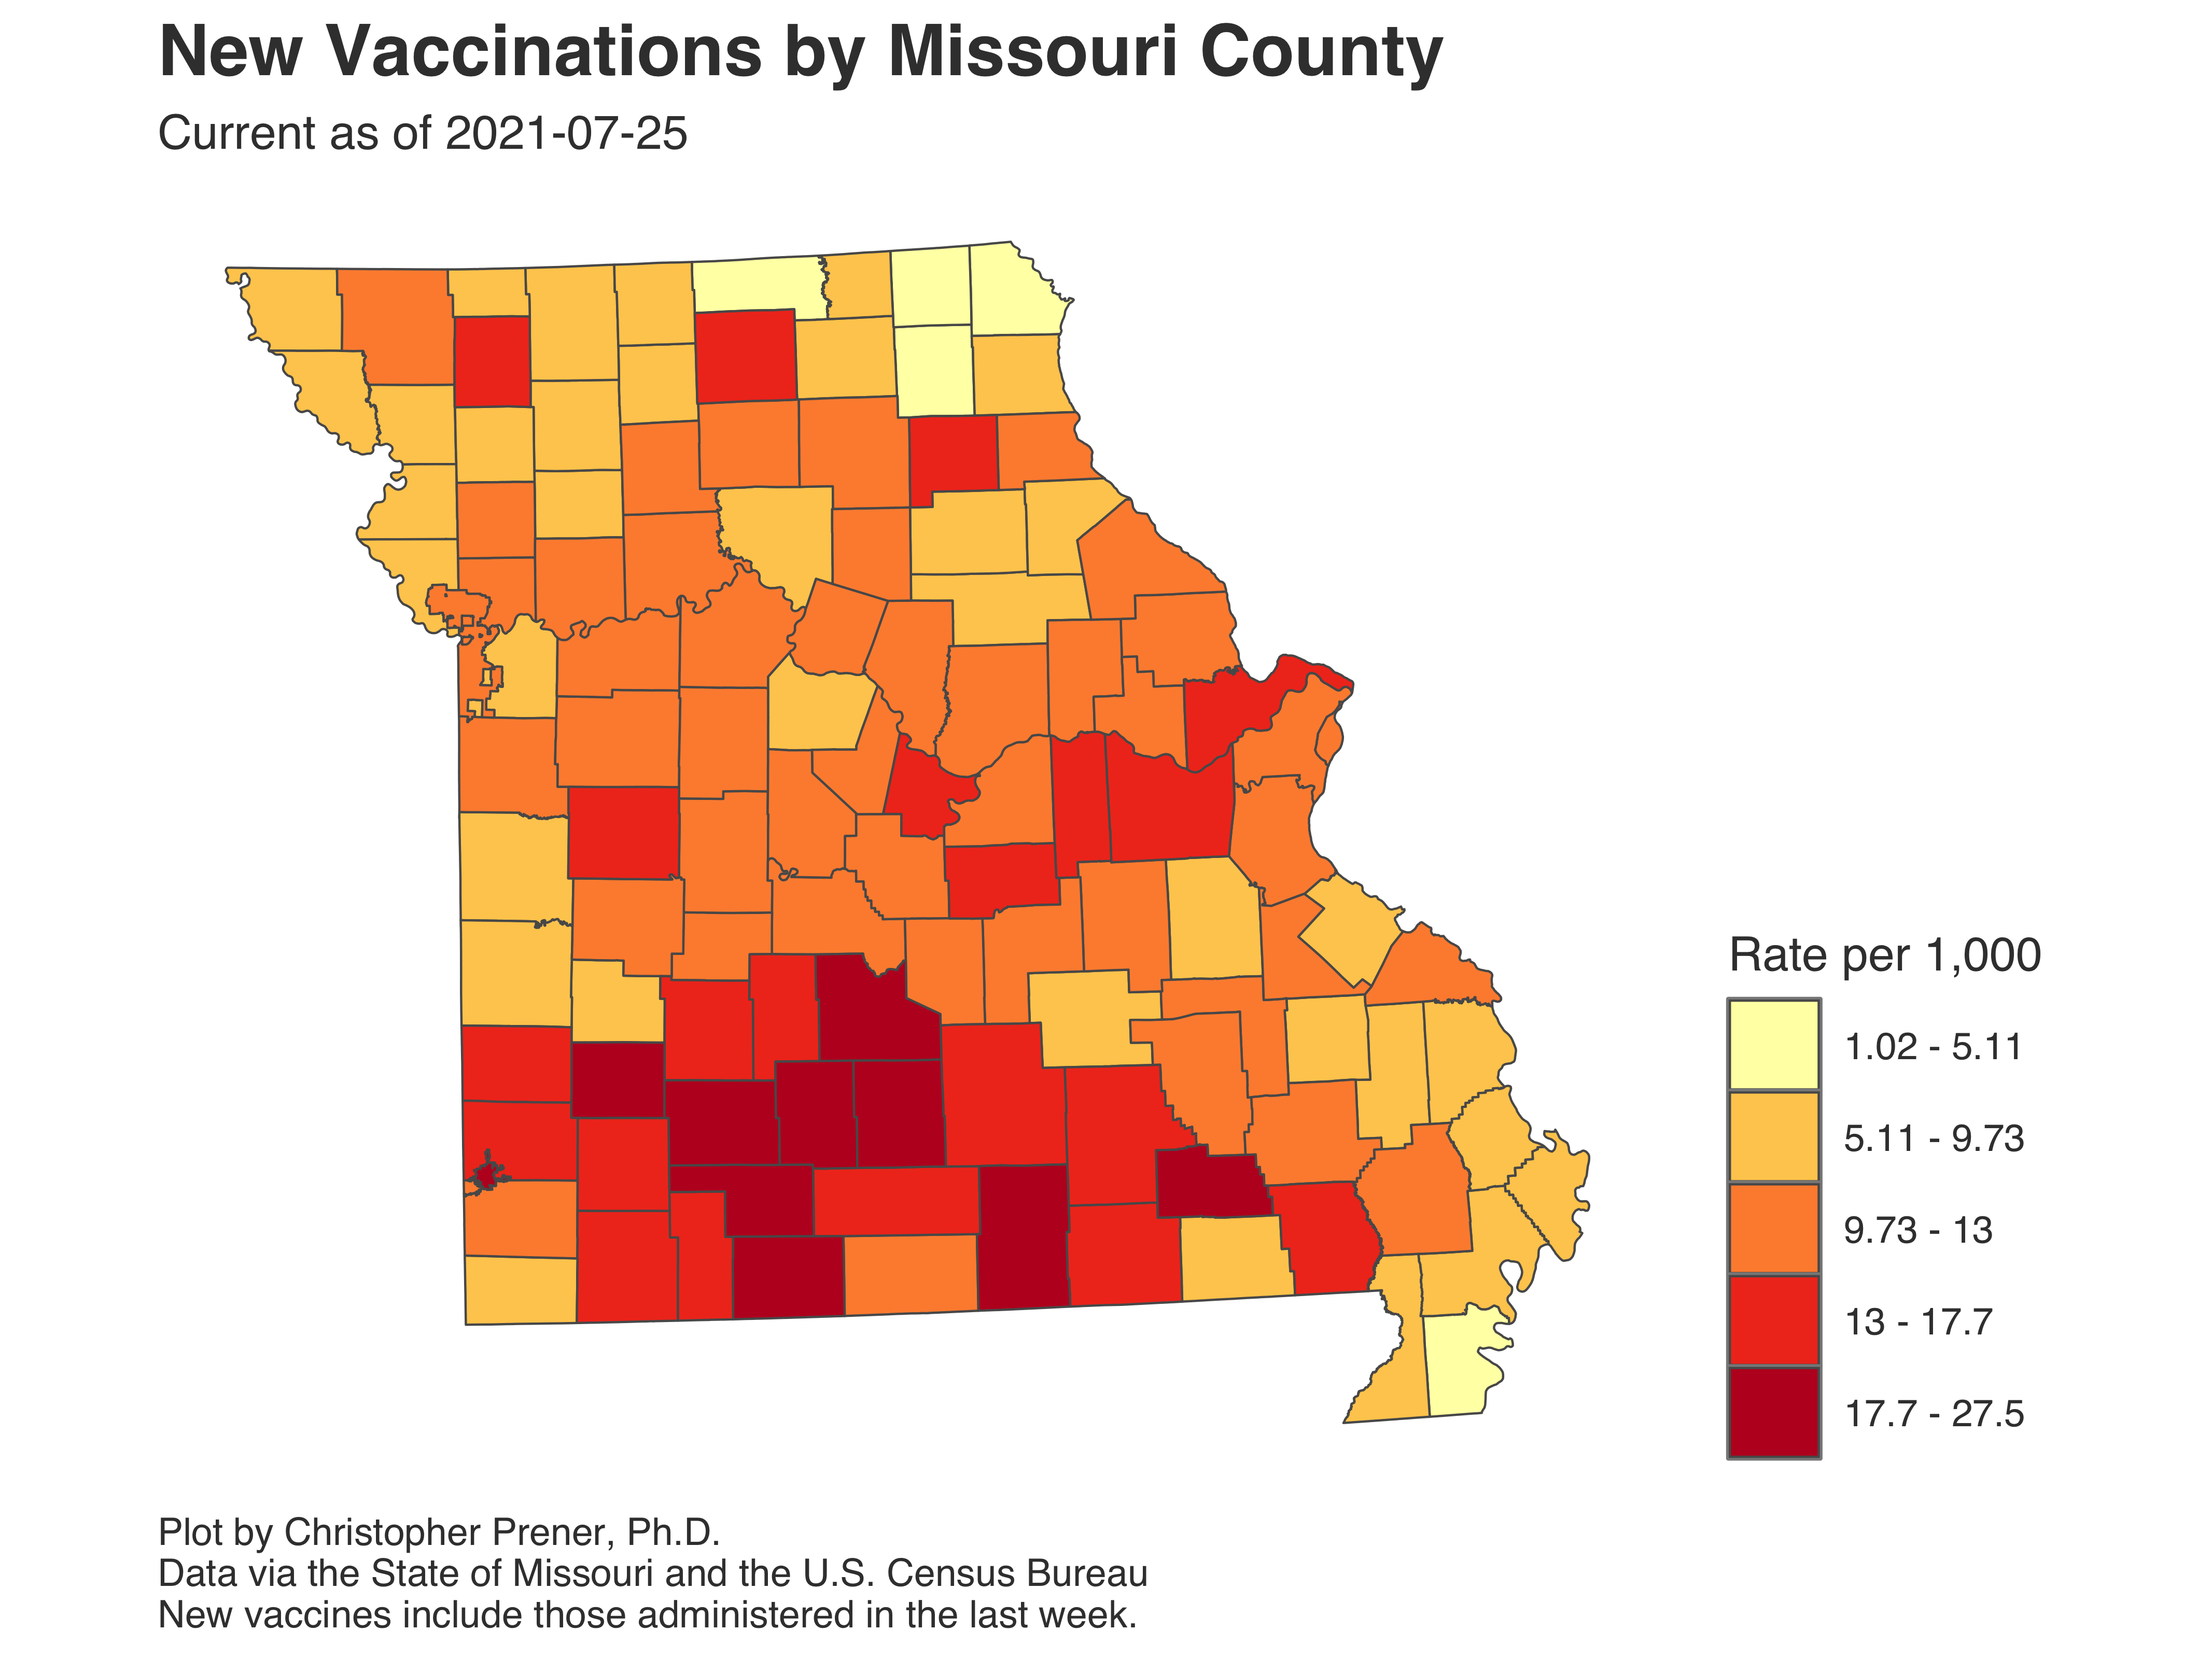 New Vaccinations by Missouri County
Current as of 2021-07-25
Rate per 1,000
1.02 - 5.11
5.11 - 9.73
9.73 - 13
13 - 17.7
17.7 - 27.5
Plot by Christopher Prener, Ph.D.
Data via the State of Missouri and the U.S. Census Bureau
New vaccines include those administered in the last week.